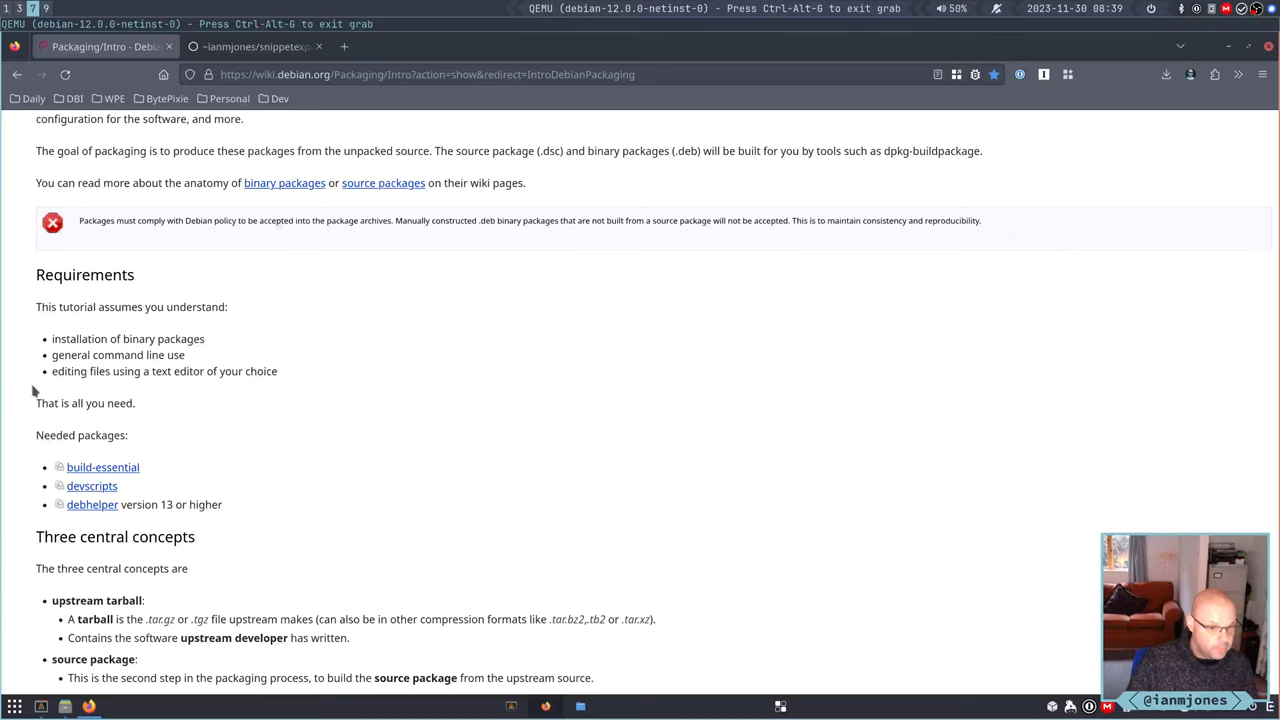 1 3 7 9
QEMU (debian-12.0.0-netinst-0) - Press Ctrl-Alt-G to exit grab
50%
2023-11-30 08:39
QEMU (debian-12.0.0-netinst-0) - Press Ctrl-Alt-G to exit grab
Packaging/Intro - Debia
~ianmjones/snippetexp
https://wiki.debian.org/Packaging/Intro?action=show&redirect=IntroDebianPackaging
Daily
DBI
WPE
BytePixie
Personal
Dev
configuration for the software, and more.
The goal of packaging is to produce these packages from the unpacked source. The source package (.dsc) and binary packages (.deb) will be built for you by tools such as dpkg-buildpackage.
You can read more about the anatomy of binary packages or source packages on their wiki pages.
Packages must comply with Debian policy to be accepted into the package archives. Manually constructed .deb binary packages that are not built from a source package will not be accepted. This is to maintain consistency and reproducibility.
Requirements
This tutorial assumes you understand:
• installation of binary packages
• general command line use
• editing files using a text editor of your choice
That is all you need.
Needed packages:
• build-essential
• devscripts
• debhelper version 13 or higher
Three central concepts
The three central concepts are
• upstream tarball:
• A tarball is the .tar.gz or .tgz file upstream makes (can also be in other compression formats like .tar.bz2,.tb2 or .tar.xz).
• Contains the software upstream developer has written.
• source package:
• This is the second step in the packaging process, to build the source package from the upstream source.
@ianmjones